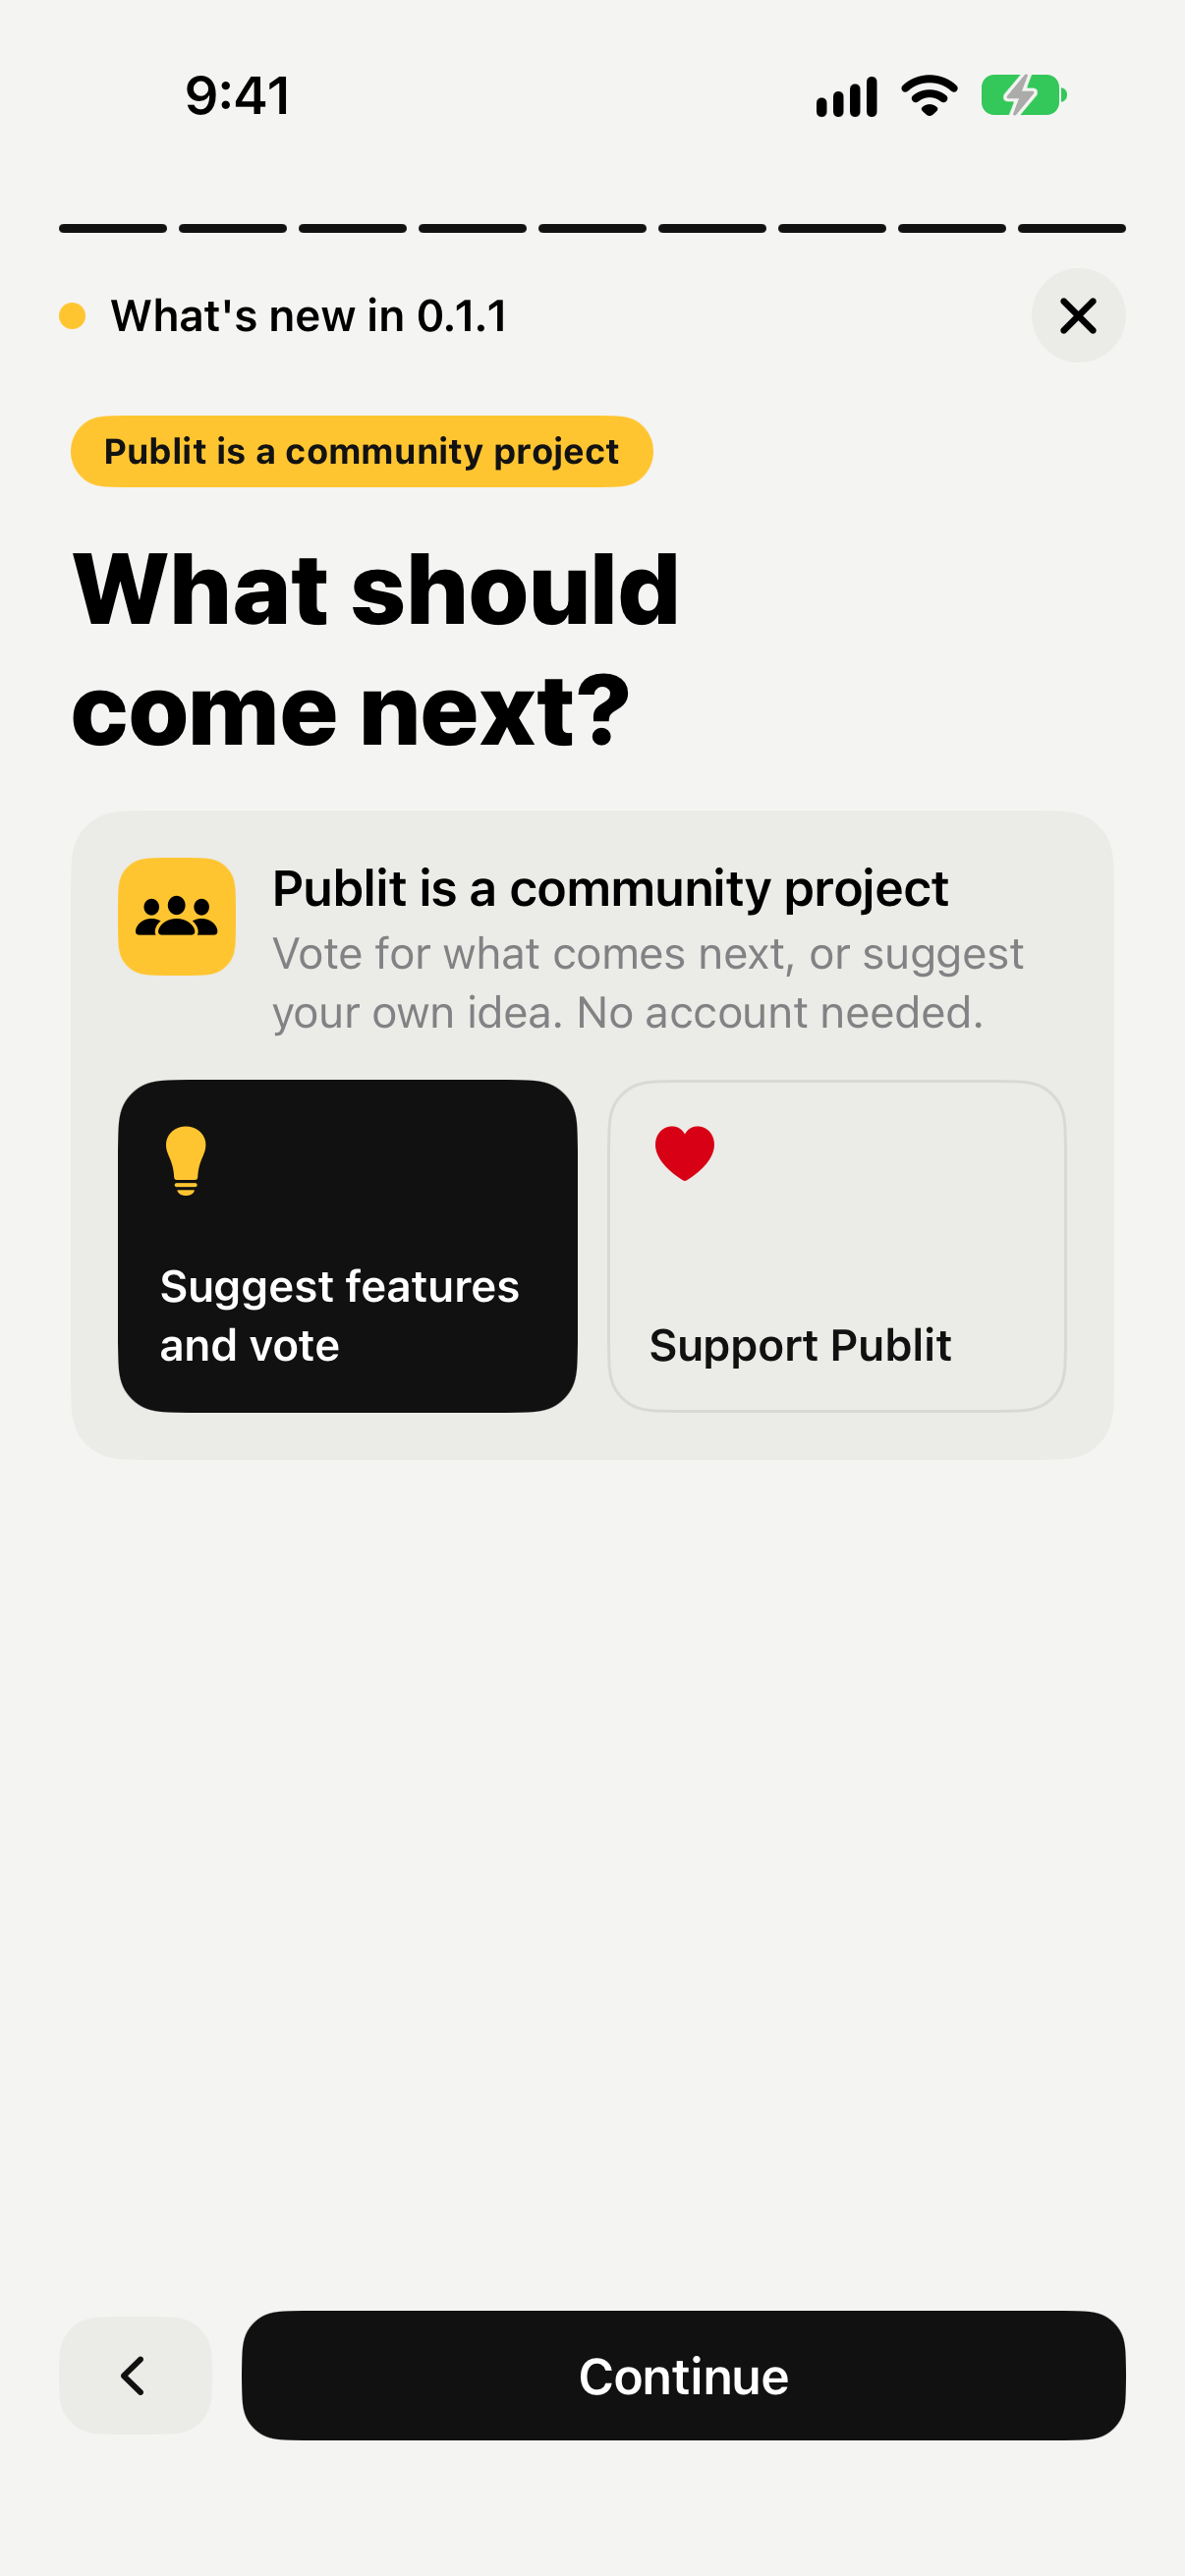 9:41
What's new in 0.1.1
Publit is a community project
What should
come next?
Publit is a community project
Vote for what comes next, or suggest
your own idea. No account needed.
Suggest features
and vote
Support Publit
Continue